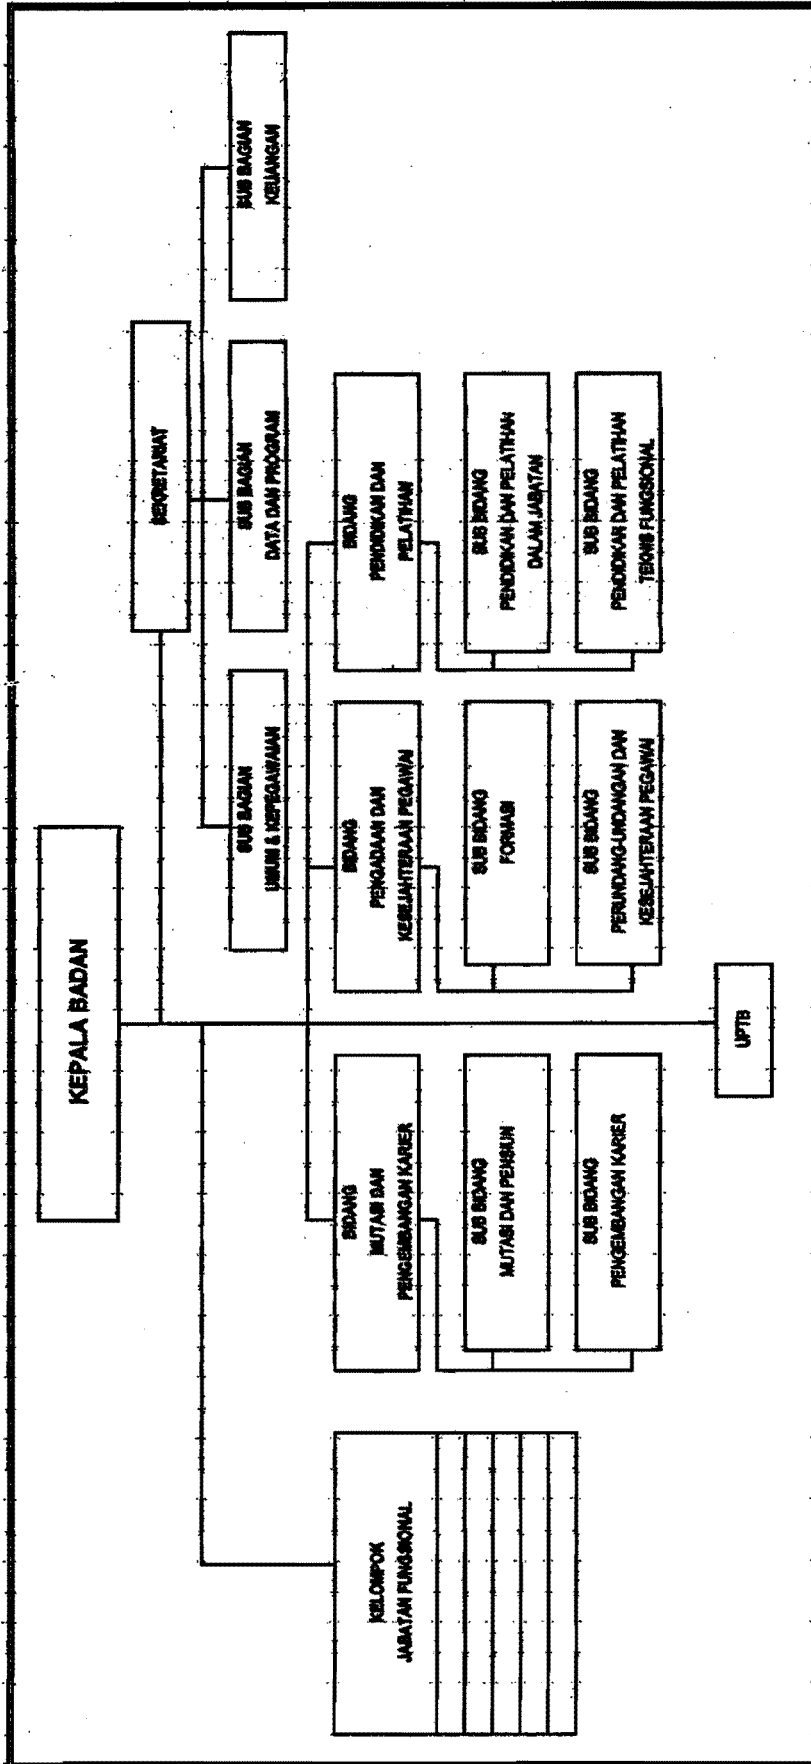 KEPALA BADAN
SEKRETARIAT
SUB BAGIAN
UMUM & KEPEGAWAIAN
SUB BAGIAN
DATA DAN PROGRAM
SUB BAGIAN
KEUANGAN
KELOMPOK
JABATAN FUNGSIONAL
BIDANG
MUTASI DAN
PENGEMBANGAN KARIER
BIDANG
PENGADAAN DAN
KESEJAHTERAAN PEGAWAI
BIDANG
PENDIDIKAN DAN
PELATIHAN
SUB BIDANG
MUTASI DAN PENSIUN
SUB BIDANG
FORMASI
SUB BIDANG
PENDIDIKAN DAN PELATIHAN
DALAM JABATAN
SUB BIDANG
PENGEMBANGAN KARIER
SUB BIDANG
PERUNDANG-UNDANGAN DAN
KESEJAHTERAAN PEGAWAI
SUB BIDANG
PENDIDIKAN DAN PELATIHAN
TEKNIS FUNGSIONAL
UPTB